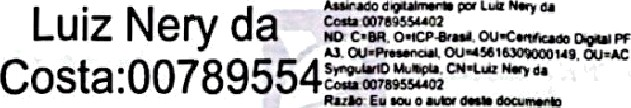 Luiz Nery da
Costa:00789554
Assinado digitalmente por Luiz Nery da
Costa:00789554402
ND: C=BR, O=ICP-Brasil, OU=Certificado Digital PF
A3, OU=Presencial, OU=45616309000149, OU=AC
SyngularID Multipla, CN=Luiz Nery da
Costa:00789554402
Razão: Eu sou o autor deste documento